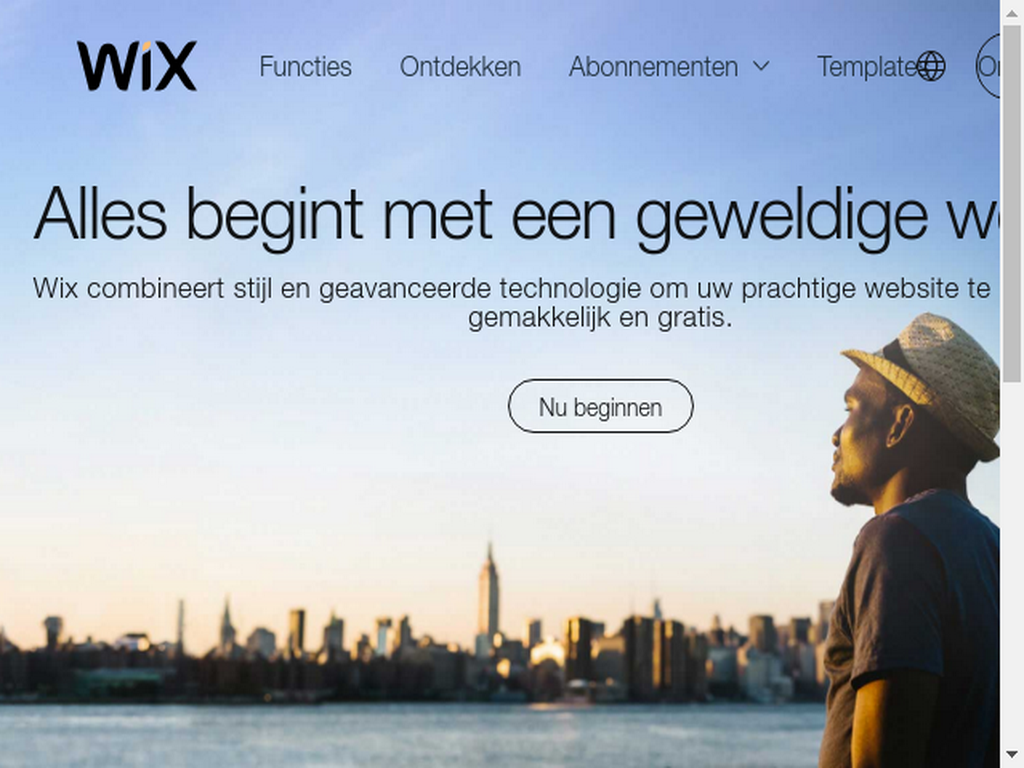 WiX
Functies Ontdekken Abonnementen Templates
Alles begint met een geweldige
Wix combineert stijl en geavanceerde technologie om uw prachtige website te
gemakkelijk en gratis.
Nu beginnen